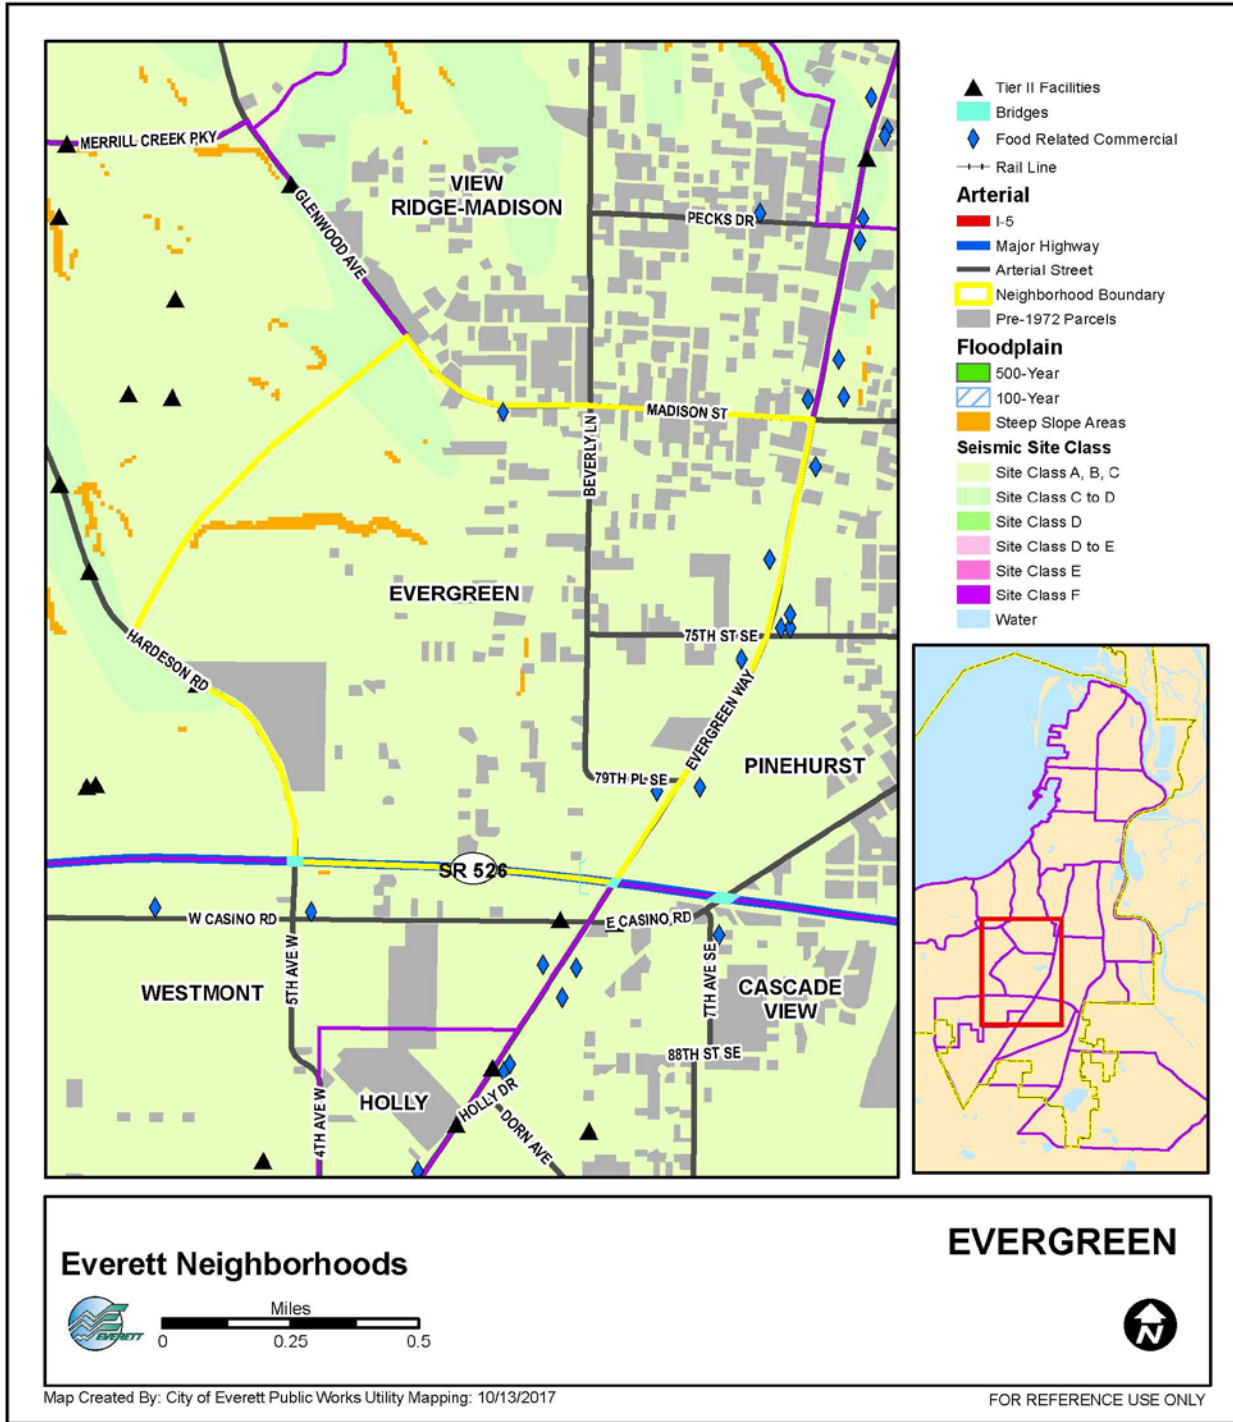 MERRILL CREEK PKY
GLENWOOD AVE
VIEW
RIDGE-MADISON
PECKS DR
MADISON ST
BEVERLY LN
EVERGREEN
75TH ST SE
HARDESON RD
EVERGREEN WAY
PINEHURST
79TH PL SE
SR 526
W CASINO RD
E CASINO RD
5TH AVE W
WESTMONT
7TH AVE SE
CASCADE
VIEW
88TH ST SE
HOLLY
HOLLY DR
4TH AVE W
DORN AVE
Tier II Facilities
Bridges
Food Related Commercial
Rail Line
Arterial
I-5
Major Highway
Arterial Street
Neighborhood Boundary
Pre-1972 Parcels
Floodplain
500-Year
100-Year
Steep Slope Areas
Seismic Site Class
Site Class A, B, C
Site Class C to D
Site Class D
Site Class D to E
Site Class E
Site Class F
Water
Everett Neighborhoods
EVERGREEN
EVERETT
Miles
0 0.25 0.5
N
Map Created By: City of Everett Public Works Utility Mapping: 10/13/2017
FOR REFERENCE USE ONLY